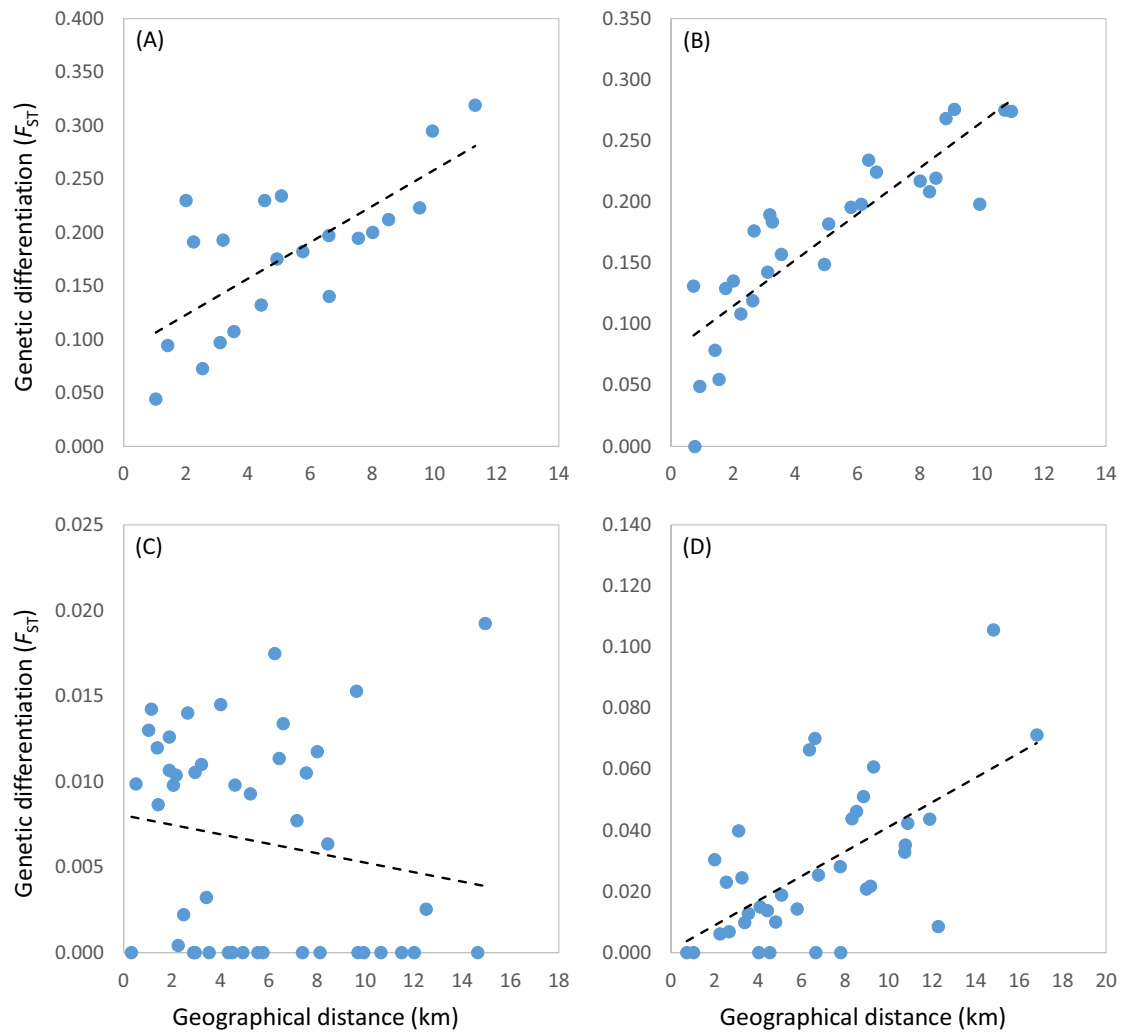 (A)
Genetic differentiation (FST)
0.400
0.350
0.300
0.250
0.200
0.150
0.100
0.050
0.000
0 2 4 6 8 10 12 14
(B)
0.350
0.300
0.250
0.200
0.150
0.100
0.050
0.000
0 2 4 6 8 10 12 14
(C)
Genetic differentiation (FST)
0.025
0.020
0.015
0.010
0.005
0.000
0 2 4 6 8 10 12 14 16 18
Geographical distance (km)
(D)
0.140
0.120
0.100
0.080
0.060
0.040
0.020
0.000
0 2 4 6 8 10 12 14 16 18 20
Geographical distance (km)